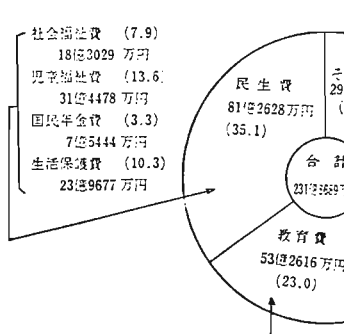 社会福祉費 (7.9)
18億3029万円
児童福祉費 (13.6)
31億4478万円
国民年金費 (3.3)
7億5444万円
生活保護費 (10.3)
23億9677万円
民生費
81億2628万円
(35.1)
そ
29
(
合計
教育費
53億2616万円
(23.0)